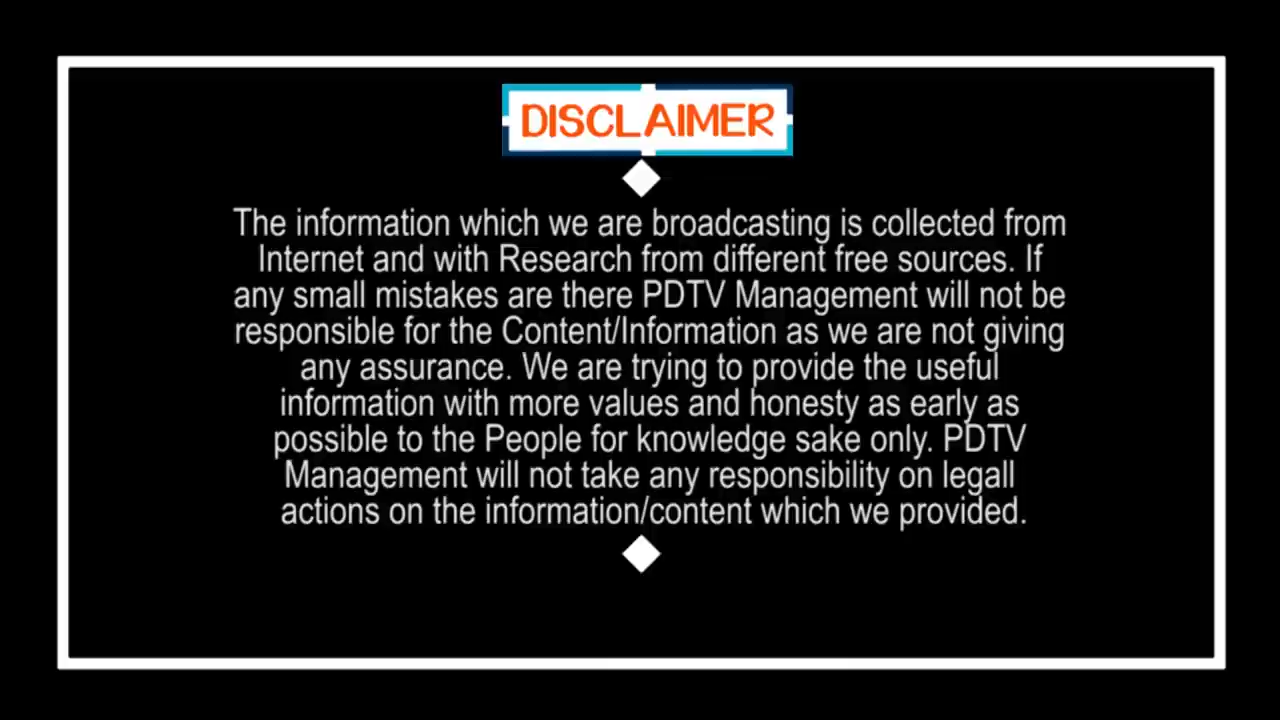 DISCLAIMER
The information which we are broadcasting is collected from
Internet and with Research from different free sources. If
any small mistakes are there PDTV Management will not be
responsible for the Content/Information as we are not giving
any assurance. We are trying to provide the useful
information with more values and honesty as early as
possible to the People for knowledge sake only. PDTV
Management will not take any responsibility on legall
actions on the information/content which we provided.